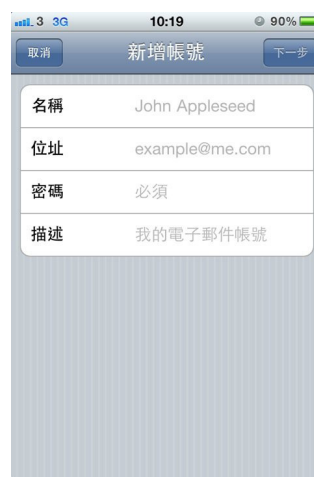 3 3G 10:19 90%
取消 新增帳號 下一步
名稱 John Appleseed
位址 example@me.com
密碼 必須
描述 我的電子郵件帳號